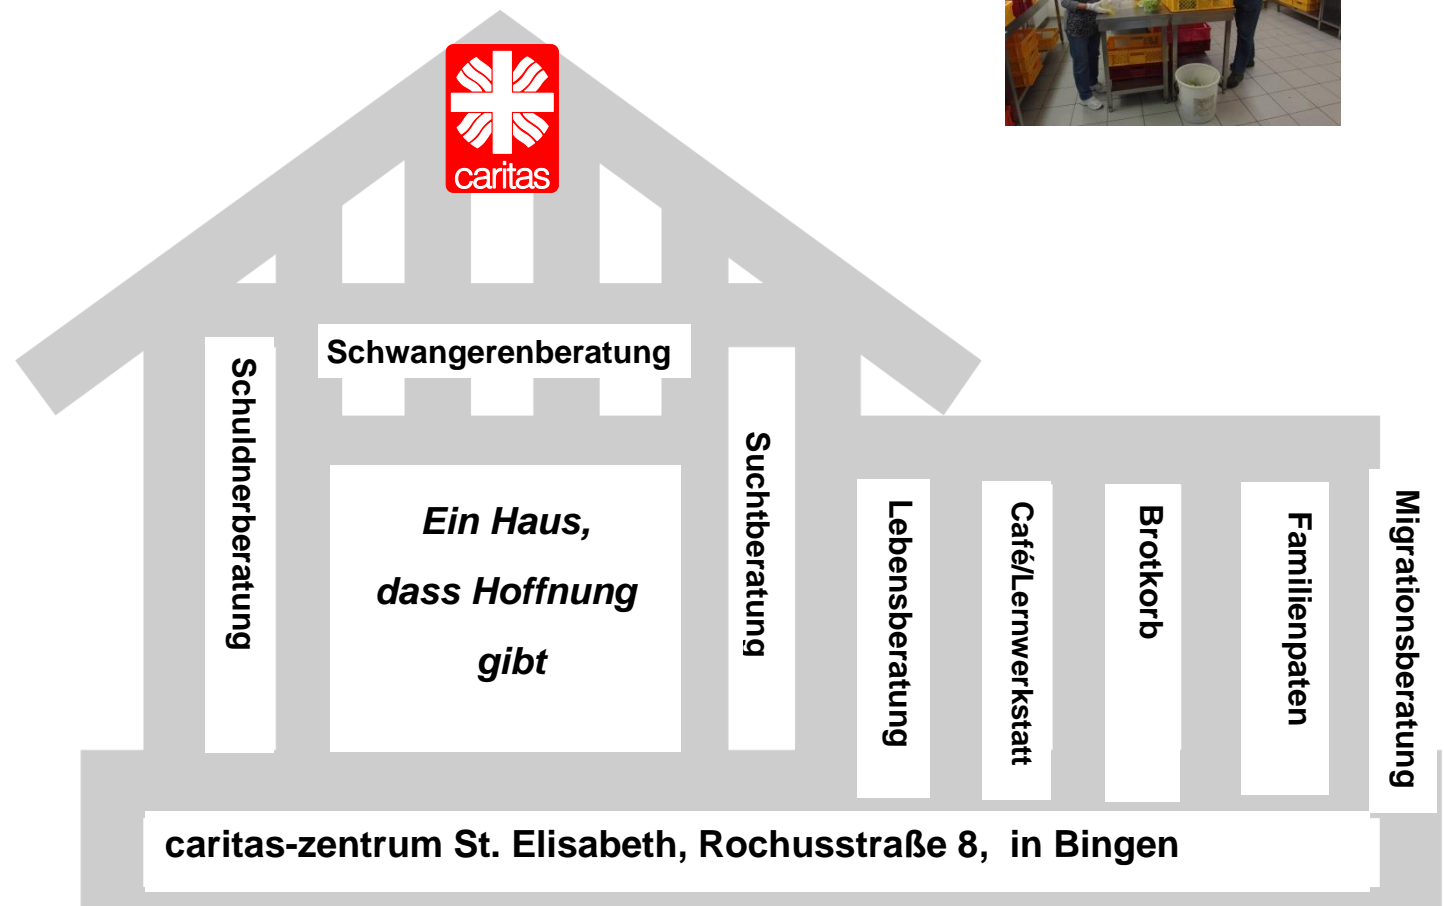 caritas
Schwangerenberatung
Schuldnerberatung
Ein Haus,
dass Hoffnung
gibt
Suchtberatung
Lebensberatung
Café/Lernwerkstatt
Brotkorb
Familienpaten
Migrationsberatung
caritas-zentrum St. Elisabeth, Rochusstraße 8, in Bingen